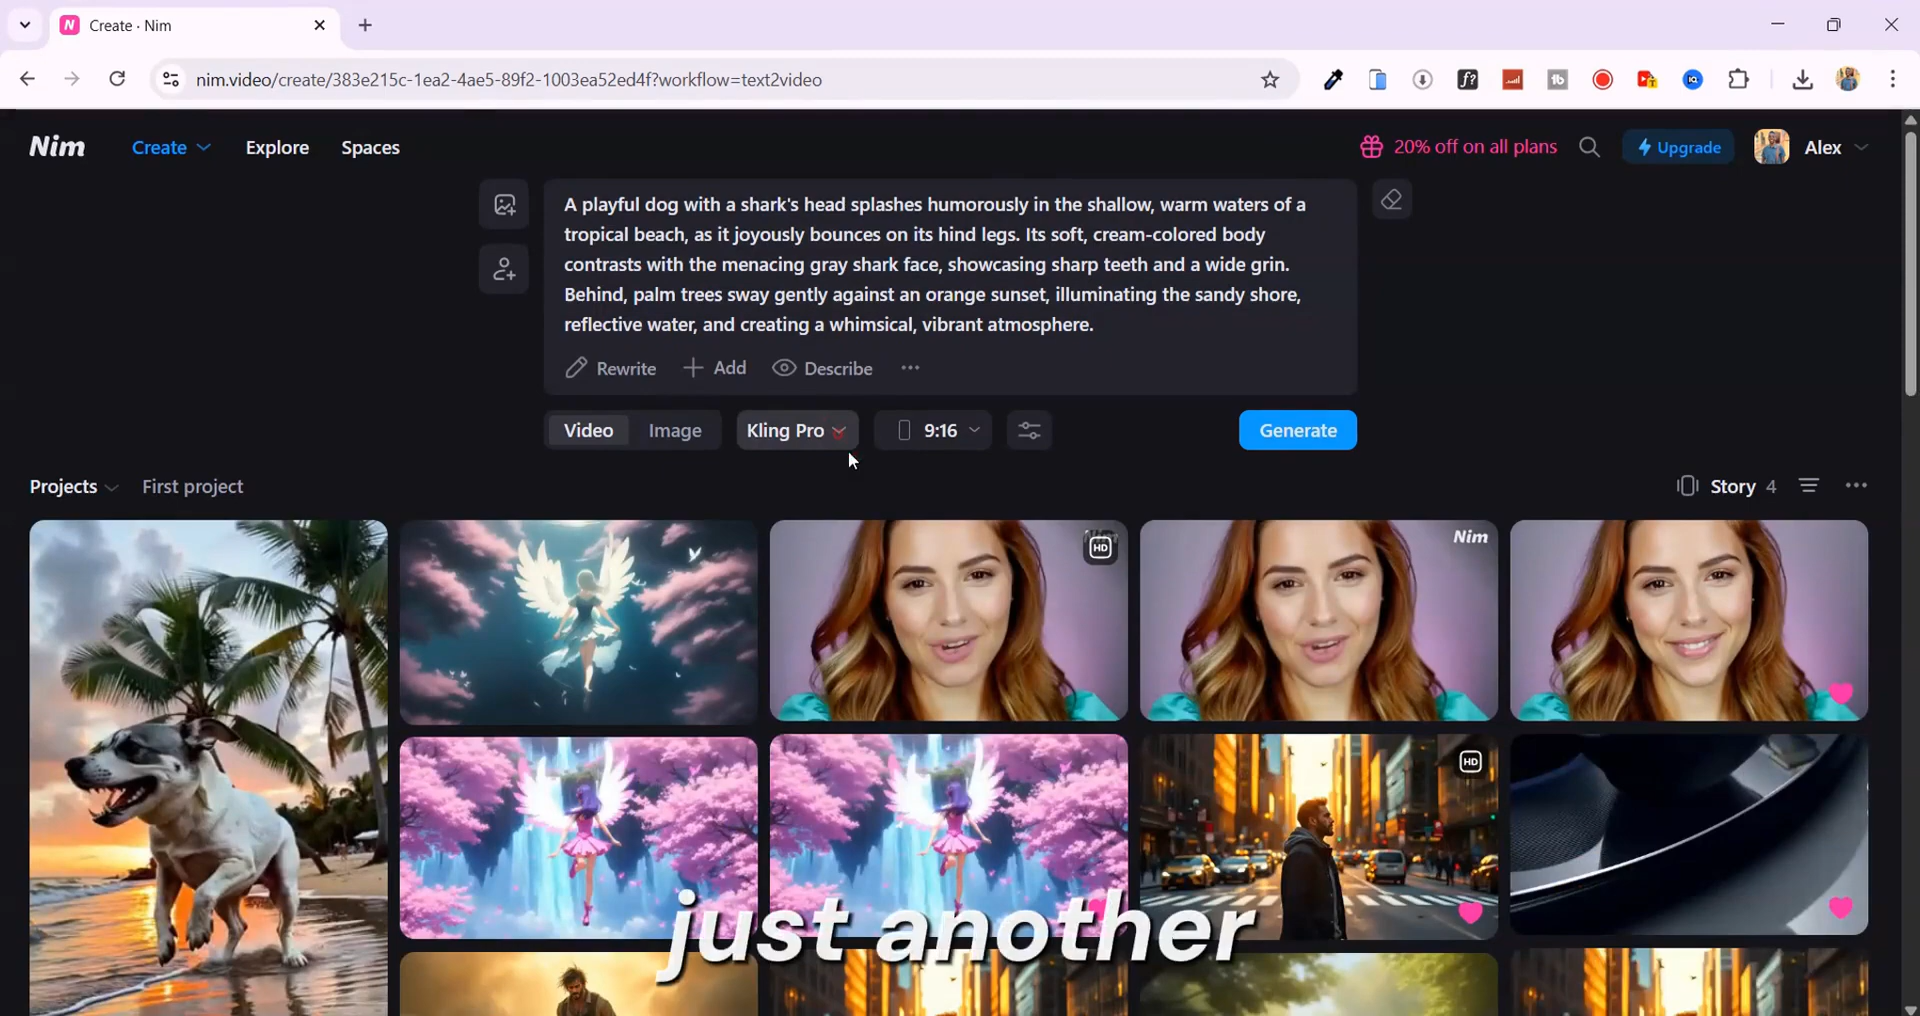 Create · Nim
nim.video/create/383e215c-1ea2-4ae5-89f2-1003ea52ed4f?workflow=text2video
Nim
Create
Explore
Spaces
20% off on all plans
Upgrade
Alex
A playful dog with a shark's head splashes humorously in the shallow, warm waters of a
tropical beach, as it joyously bounces on its hind legs. Its soft, cream-colored body
contrasts with the menacing gray shark face, showcasing sharp teeth and a wide grin.
Behind, palm trees sway gently against an orange sunset, illuminating the sandy shore,
reflective water, and creating a whimsical, vibrant atmosphere.
Rewrite
Add
Describe
Video
Image
Kling Pro
9:16
Generate
Projects
First project
Story 4
HD
Nim
HD
just another